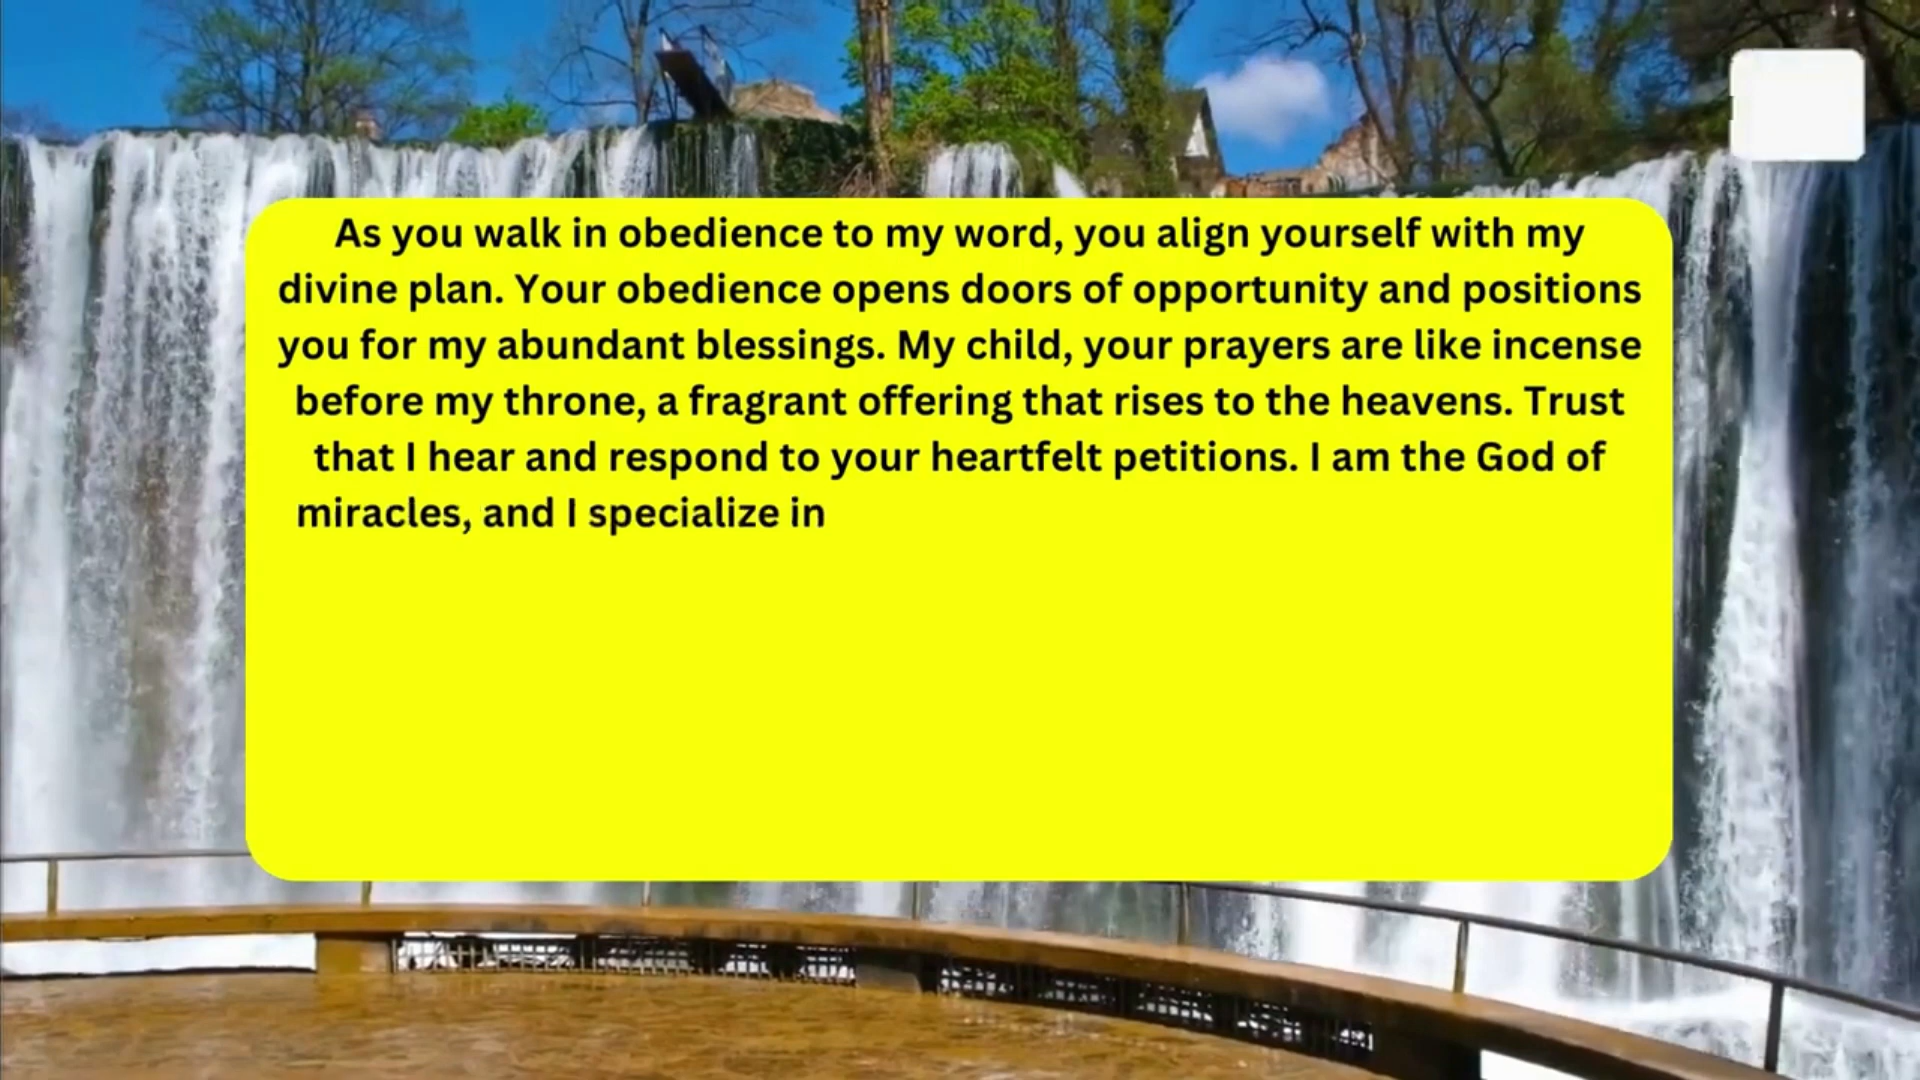 As you walk in obedience to my word, you align yourself with my
divine plan. Your obedience opens doors of opportunity and positions
you for my abundant blessings. My child, your prayers are like incense
before my throne, a fragrant offering that rises to the heavens. Trust
that I hear and respond to your heartfelt petitions. I am the God of
miracles, and I specialize in